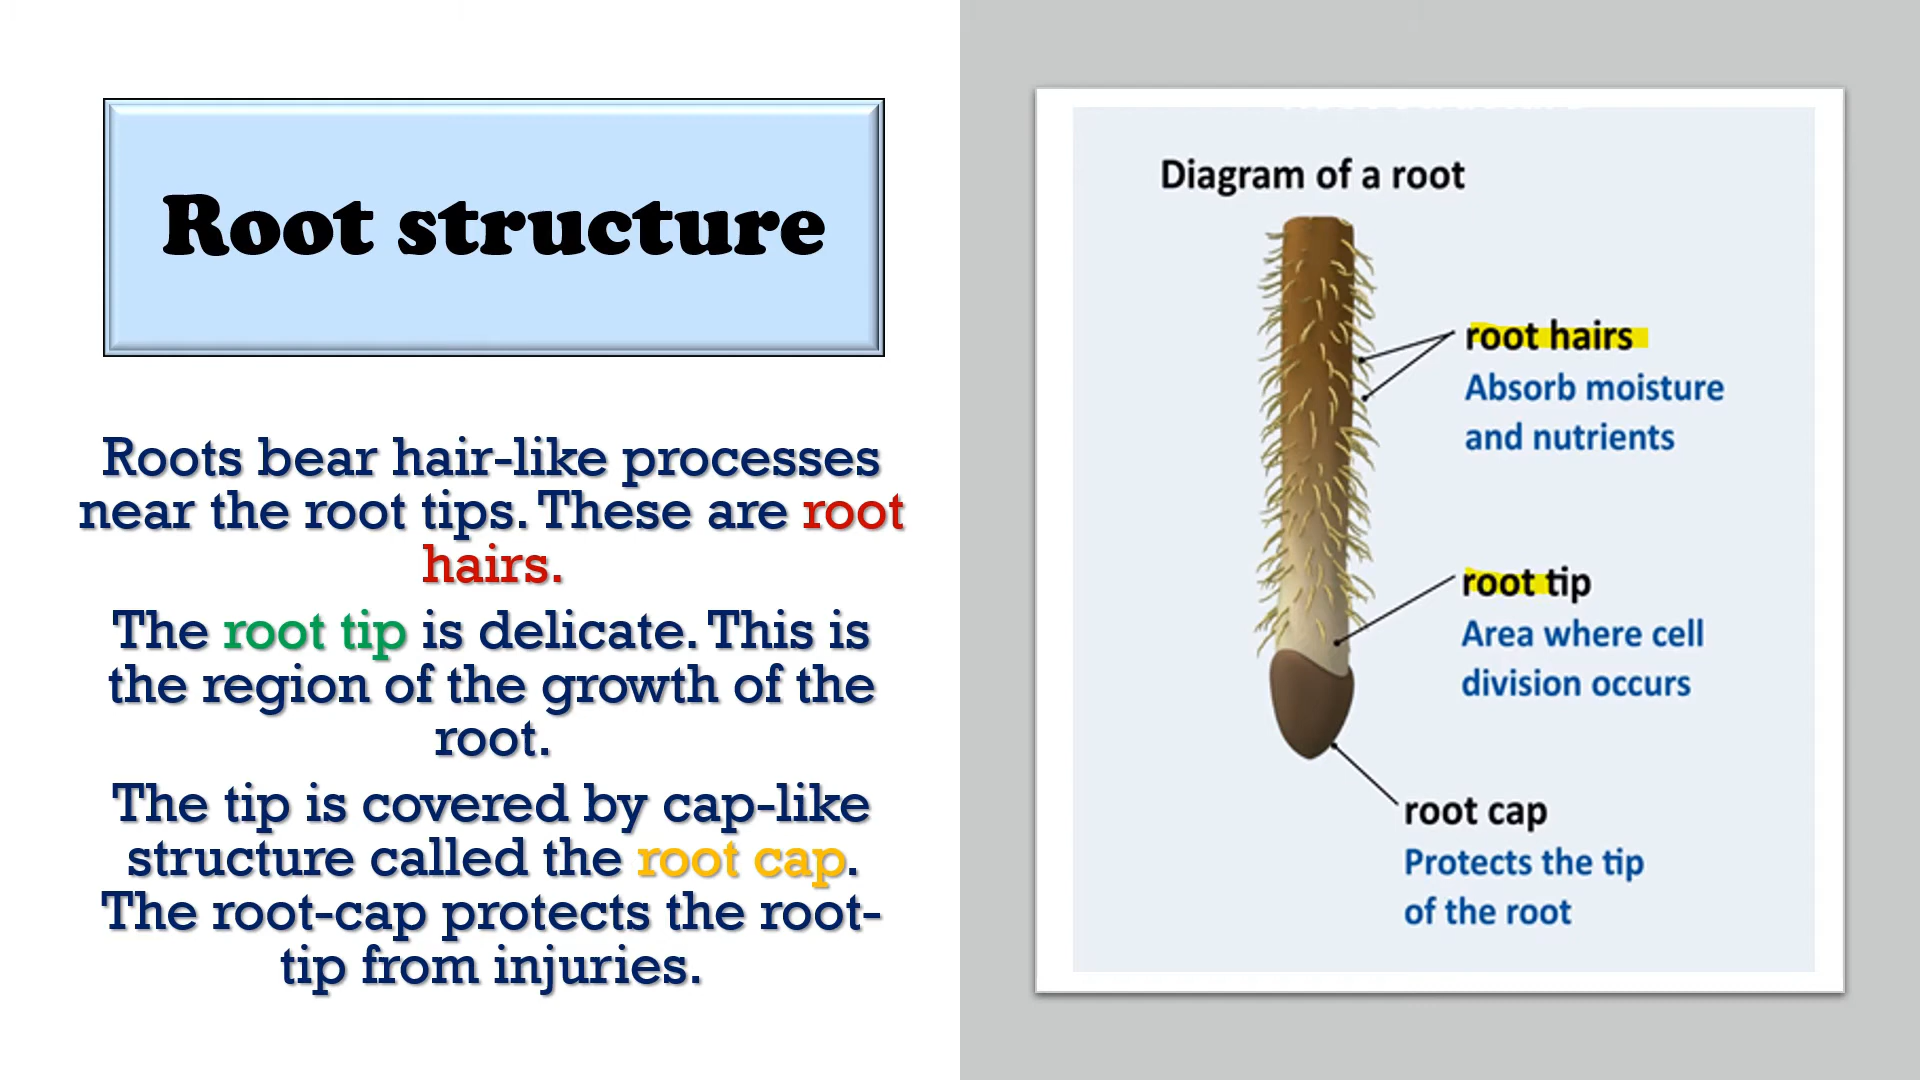 Root structure
Roots bear hair-like processes
near the root tips. These are root
hairs.
The root tip is delicate. This is
the region of the growth of the
root.
The tip is covered by cap-like
structure called the root cap.
The root-cap protects the root-
tip from injuries.
Diagram of a root
root hairs
Absorb moisture
and nutrients
root tip
Area where cell
division occurs
root cap
Protects the tip
of the root